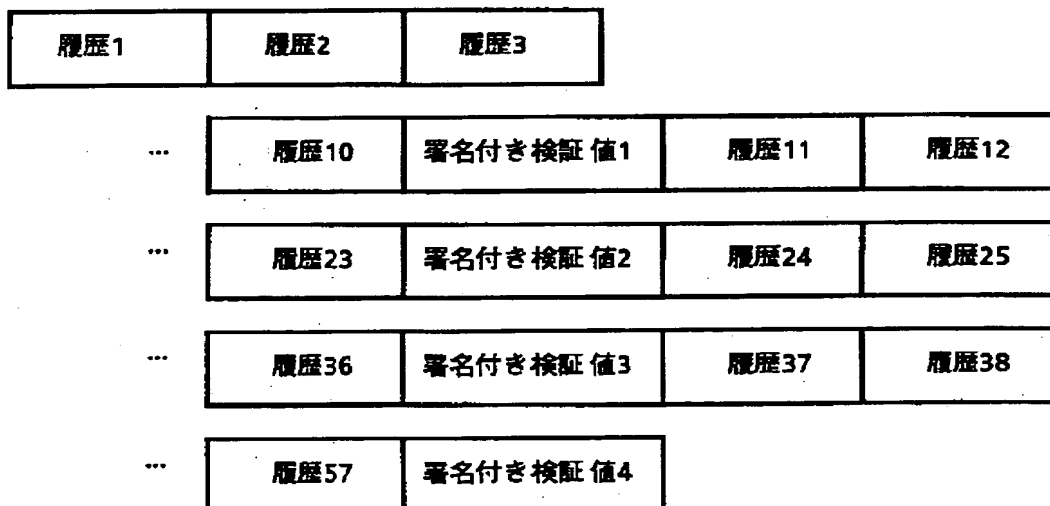 履歴1 履歴2 履歴3
… 履歴10 署名付き検証値1 履歴11 履歴12
… 履歴23 署名付き検証値2 履歴24 履歴25
… 履歴36 署名付き検証値3 履歴37 履歴38
… 履歴57 署名付き検証値4